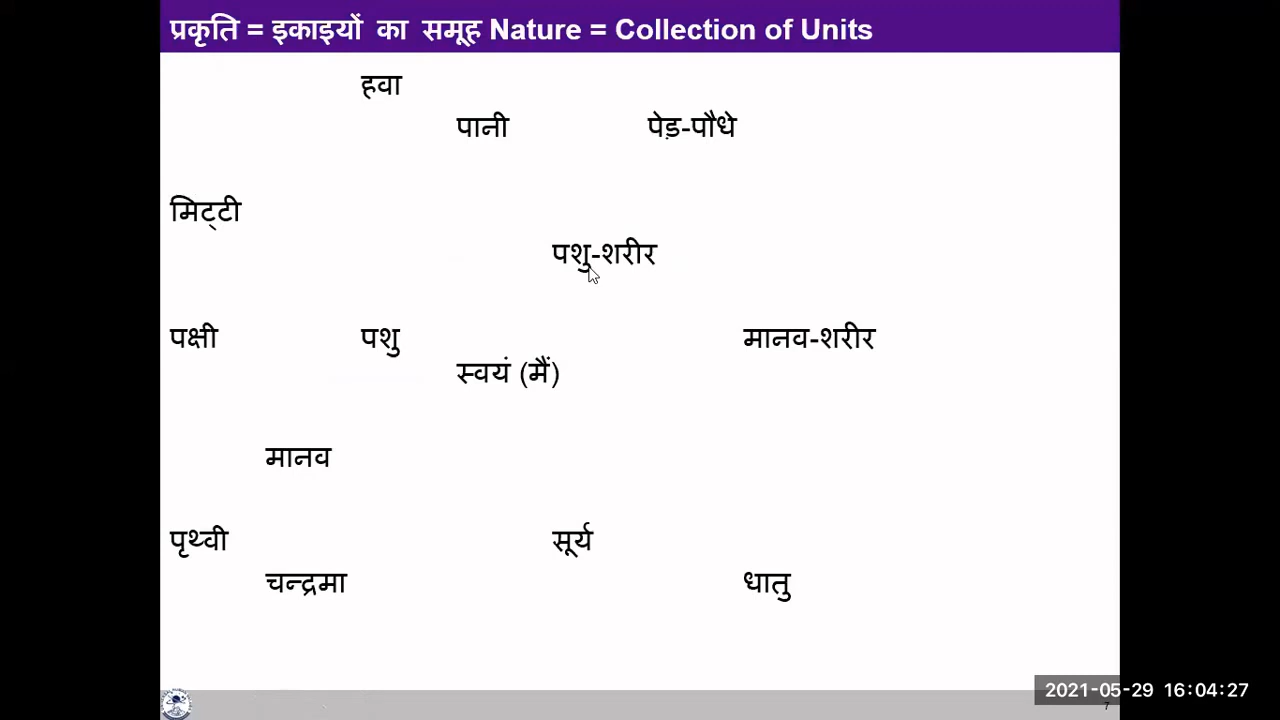 प्रकृति = इकाइयों का समूह Nature = Collection of Units
हवा
पानी पेड़-पौधे
मिट्टी
पशु-शरीर
पक्षी पशु मानव-शरीर
स्वयं (मैं)
मानव
पृथ्वी सूर्य
चन्द्रमा धातु
2021-05-29 16:04:27
7